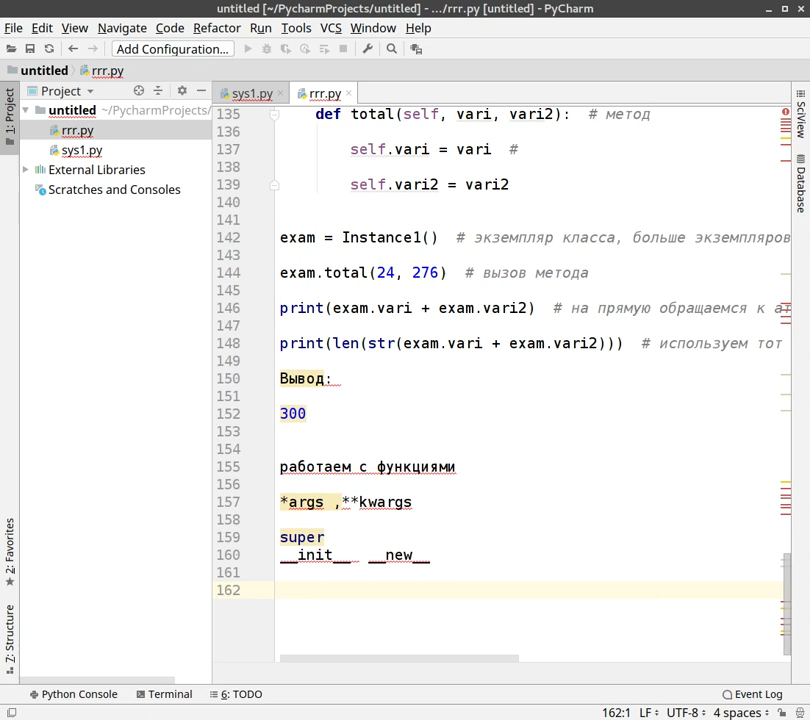 untitled [~/PycharmProjects/untitled] - .../rrr.py [untitled] - PyCharm
File Edit View Navigate Code Refactor Run Tools VCS Window Help
Add Configuration...
untitled rrr.py
1: Project
Project
sys1.py rrr.py
untitled ~/PycharmProjects/
rrr.py
sys1.py
External Libraries
Scratches and Consoles
135 def total(self, vari, vari2): # метод
136
137 self.vari = vari #
138
139 self.vari2 = vari2
140
141
142 exam = Instance1() # экземпляр класса, больше экземпляров
143
144 exam.total(24, 276) # вызов метода
145
146 print(exam.vari + exam.vari2) # на прямую обращаемся к ат
147
148 print(len(str(exam.vari + exam.vari2))) # используем тот
149
150 Вывод:
151
152 300
153
154
155 работаем с функциями
156
157 *args ,**kwargs
158
159 super
160 __init__ __new__
161
162
SciView
Database
2: Favorites
7: Structure
Python Console Terminal 6: TODO Event Log
162:1 LF UTF-8 4 spaces